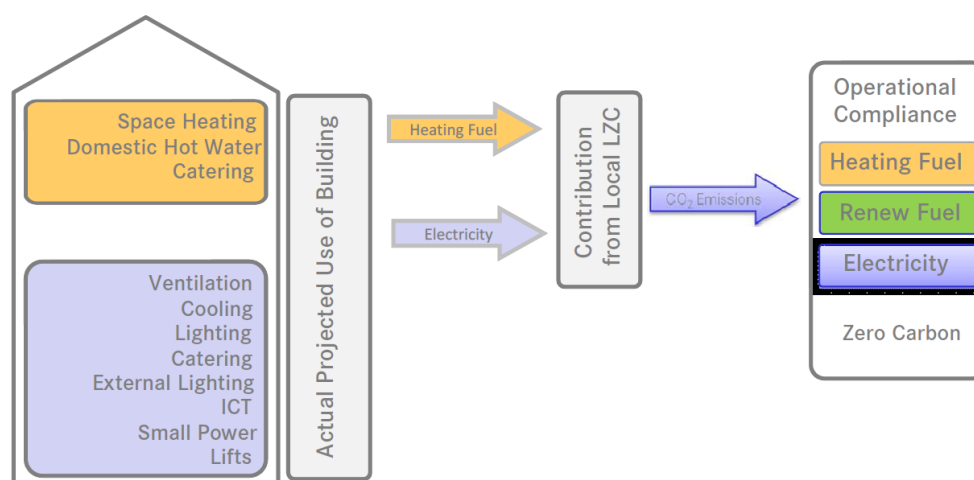 Space Heating
Domestic Hot Water
Catering
Ventilation
Cooling
Lighting
Catering
External Lighting
ICT
Small Power
Lifts
Actual Projected Use of Building
Heating Fuel
Electricity
Contribution
from Local LZC
CO₂ Emissions
Operational
Compliance
Heating Fuel
Renew Fuel
Electricity
Zero Carbon